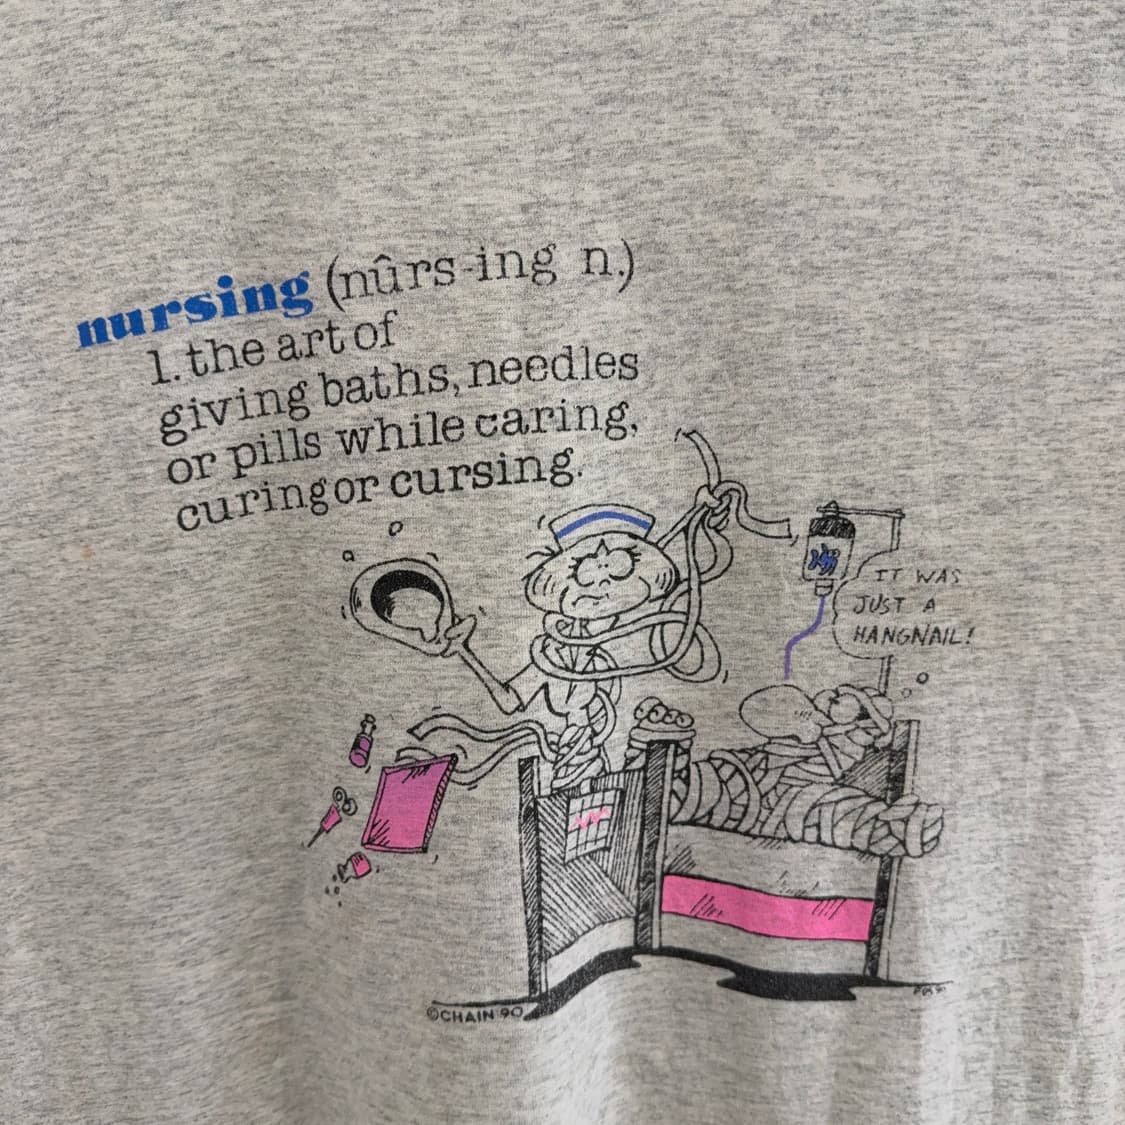 nursing (nûrs-ing n.)
1. the art of
giving baths, needles
or pills while caring,
curing or cursing.
IT WAS
JUST A
HANGNAIL!
©CHAIN '90